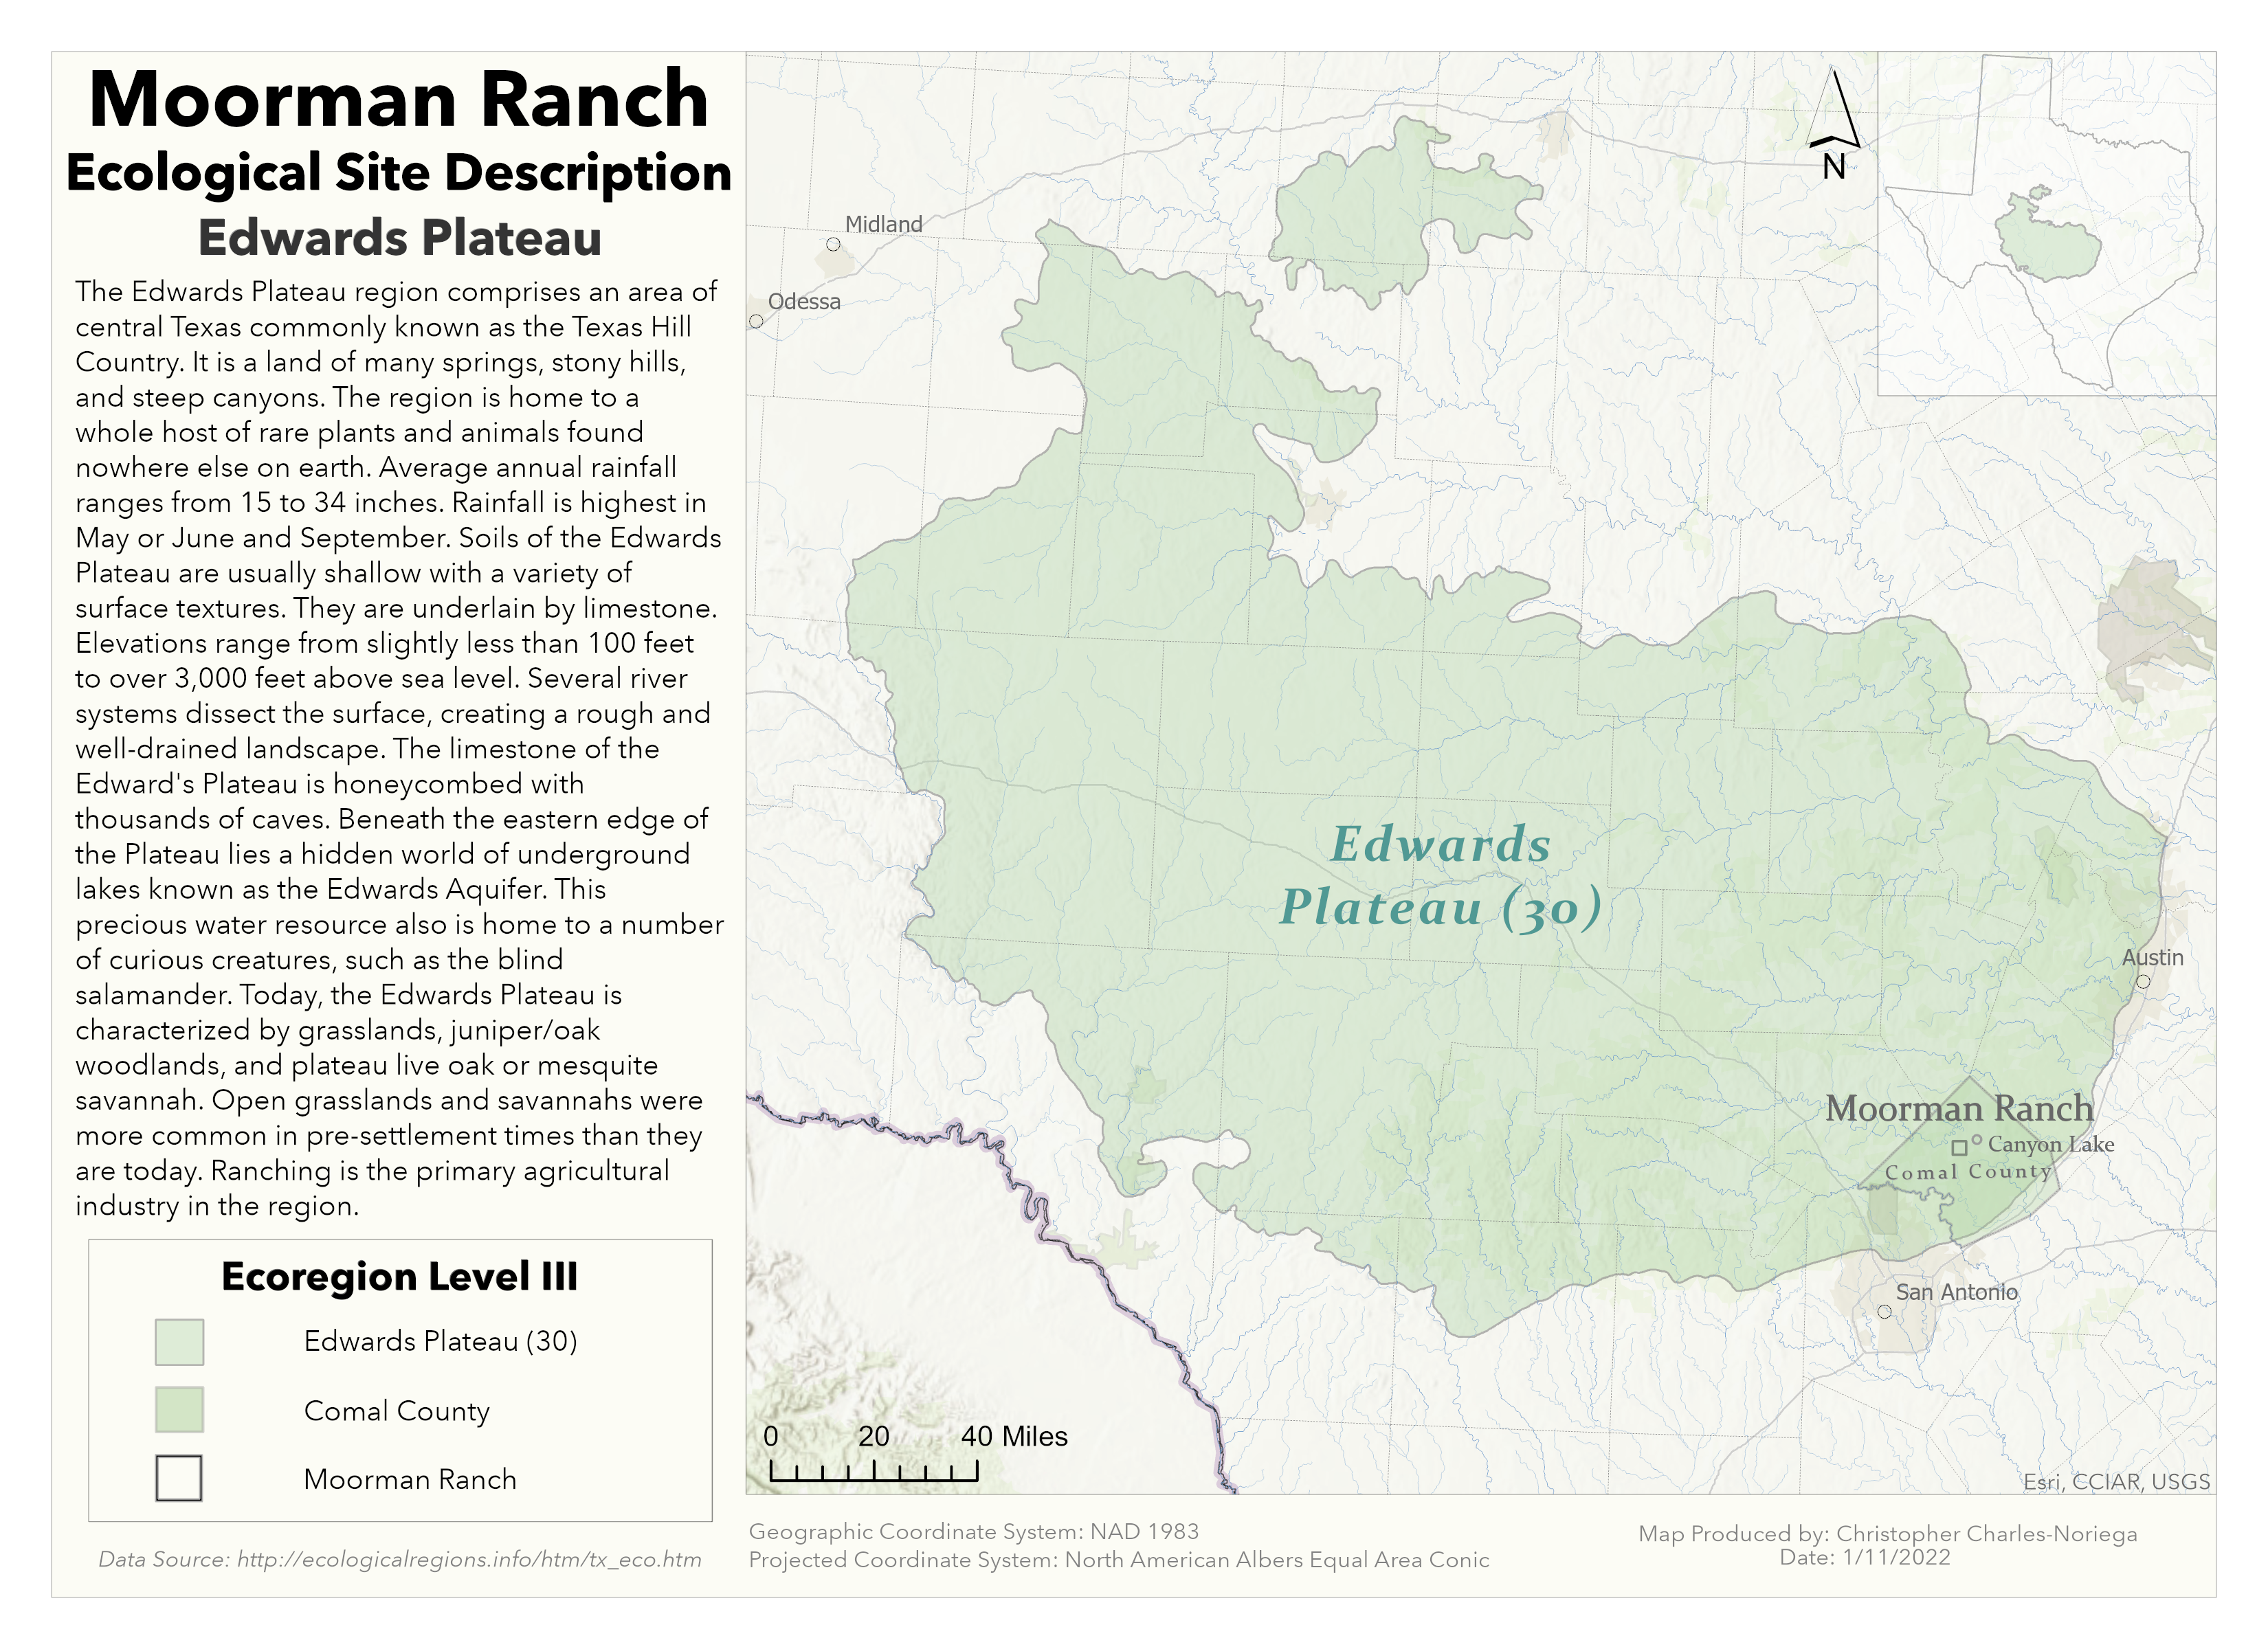 Moorman Ranch
Ecological Site Description
Edwards Plateau
The Edwards Plateau region comprises an area of
central Texas commonly known as the Texas Hill
Country. It is a land of many springs, stony hills,
and steep canyons. The region is home to a
whole host of rare plants and animals found
nowhere else on earth. Average annual rainfall
ranges from 15 to 34 inches. Rainfall is highest in
May or June and September. Soils of the Edwards
Plateau are usually shallow with a variety of
surface textures. They are underlain by limestone.
Elevations range from slightly less than 100 feet
to over 3,000 feet above sea level. Several river
systems dissect the surface, creating a rough and
well-drained landscape. The limestone of the
Edward's Plateau is honeycombed with
thousands of caves. Beneath the eastern edge of
the Plateau lies a hidden world of underground
lakes known as the Edwards Aquifer. This
precious water resource also is home to a number
of curious creatures, such as the blind
salamander. Today, the Edwards Plateau is
characterized by grasslands, juniper/oak
woodlands, and plateau live oak or mesquite
savannah. Open grasslands and savannahs were
more common in pre-settlement times than they
are today. Ranching is the primary agricultural
industry in the region.
Ecoregion Level III
Edwards Plateau (30)
Comal County
Moorman Ranch
Data Source: http://ecologicalregions.info/htm/tx_eco.htm
N
Midland
Odessa
Edwards
Plateau (30)
Austin
Moorman Ranch
Canyon Lake
Comal County
San Antonio
0 20 40 Miles
Esri, CCIAR, USGS
Geographic Coordinate System: NAD 1983
Projected Coordinate System: North American Albers Equal Area Conic
Map Produced by: Christopher Charles-Noriega
Date: 1/11/2022